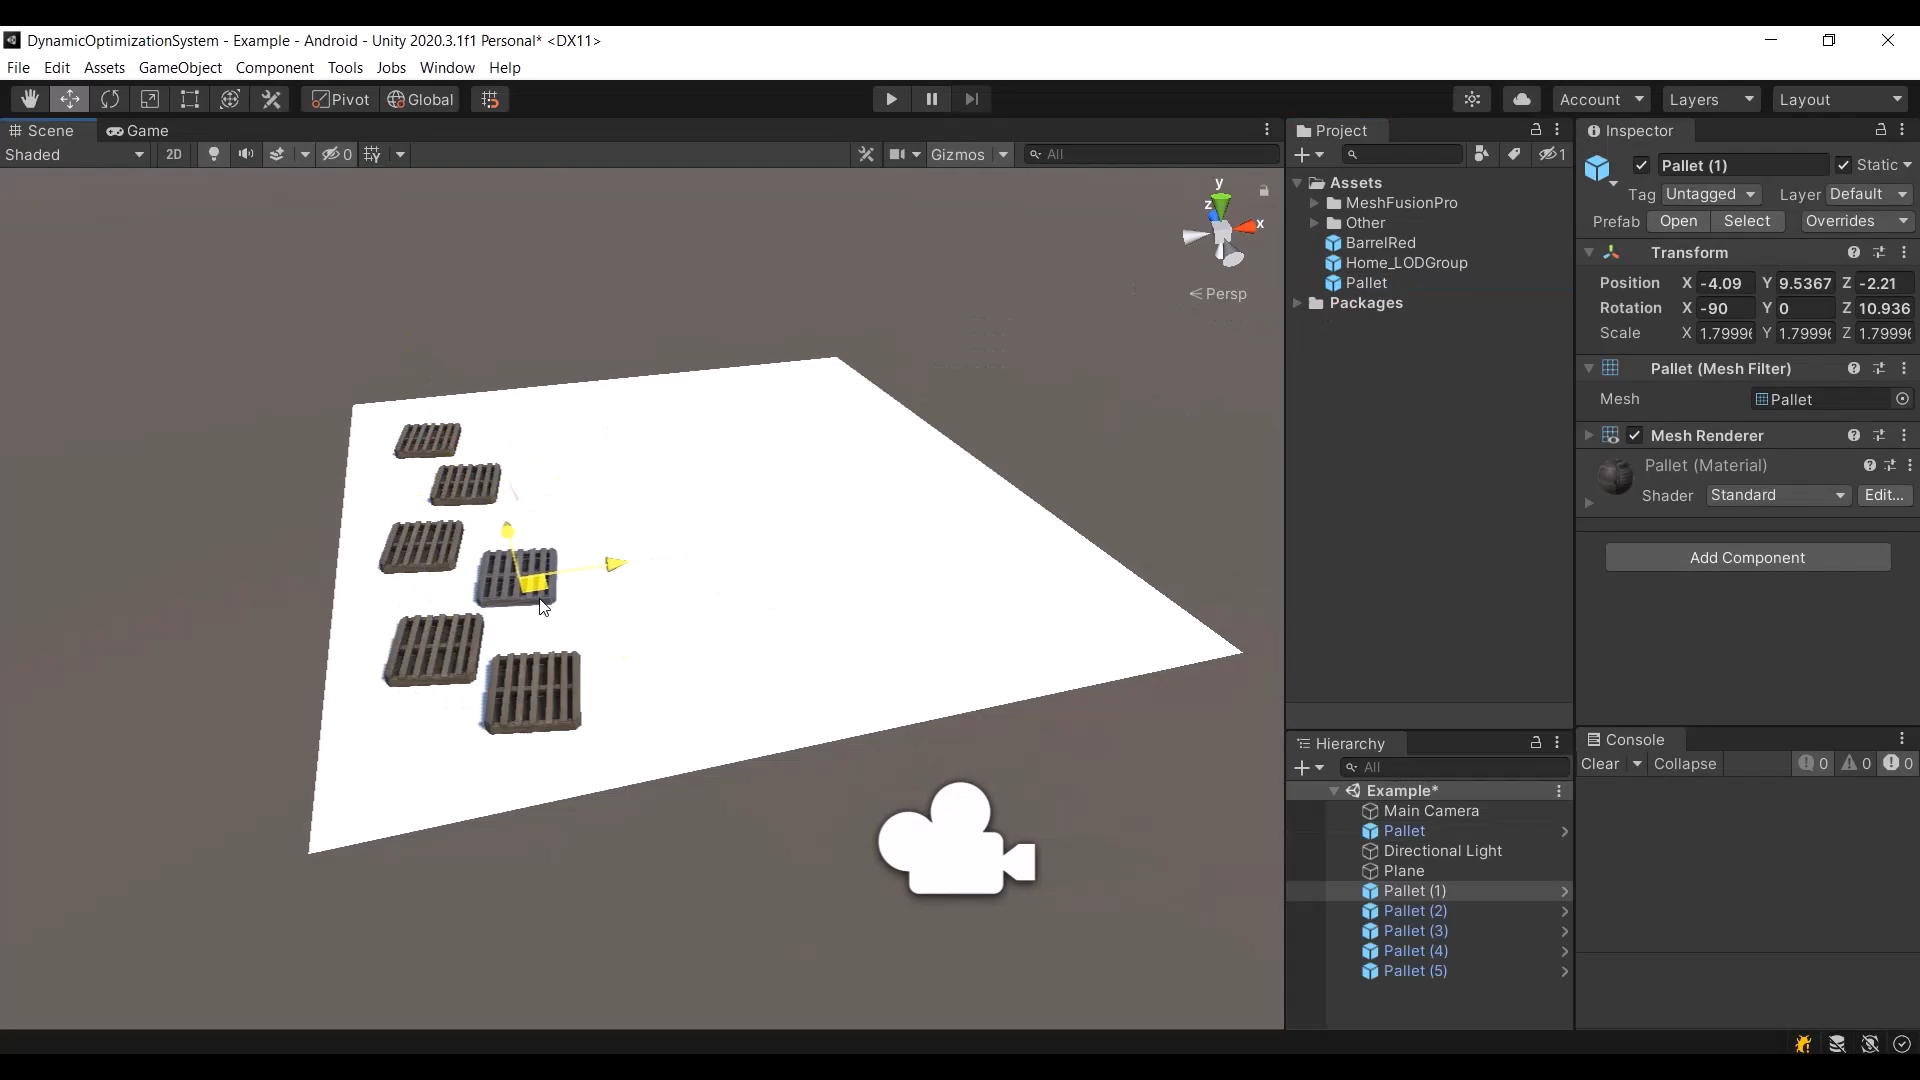 DynamicOptimizationSystem - Example - Android - Unity 2020.3.1f1 Personal* <DX11>
File Edit Assets GameObject Component Tools Jobs Window Help
Pivot Global Account Layers Layout
Scene Game
Shaded 2D 0 Gizmos All
y
z
x
Persp
Project
1
Assets
MeshFusionPro
Other
BarrelRed
Home_LODGroup
Pallet
Packages
Hierarchy
All
Example*
Main Camera
Pallet
Directional Light
Plane
Pallet (1)
Pallet (2)
Pallet (3)
Pallet (4)
Pallet (5)
Inspector
Pallet (1) Static
Tag Untagged Layer Default
Prefab Open Select Overrides
Transform
Position X -4.09 Y 9.5367 Z -2.21
Rotation X -90 Y 0 Z 10.936
Scale X 1.7999 Y 1.7999 Z 1.7999
Pallet (Mesh Filter)
Mesh Pallet
Mesh Renderer
Pallet (Material)
Shader Standard Edit...
Add Component
Console
Clear Collapse 0 0 0